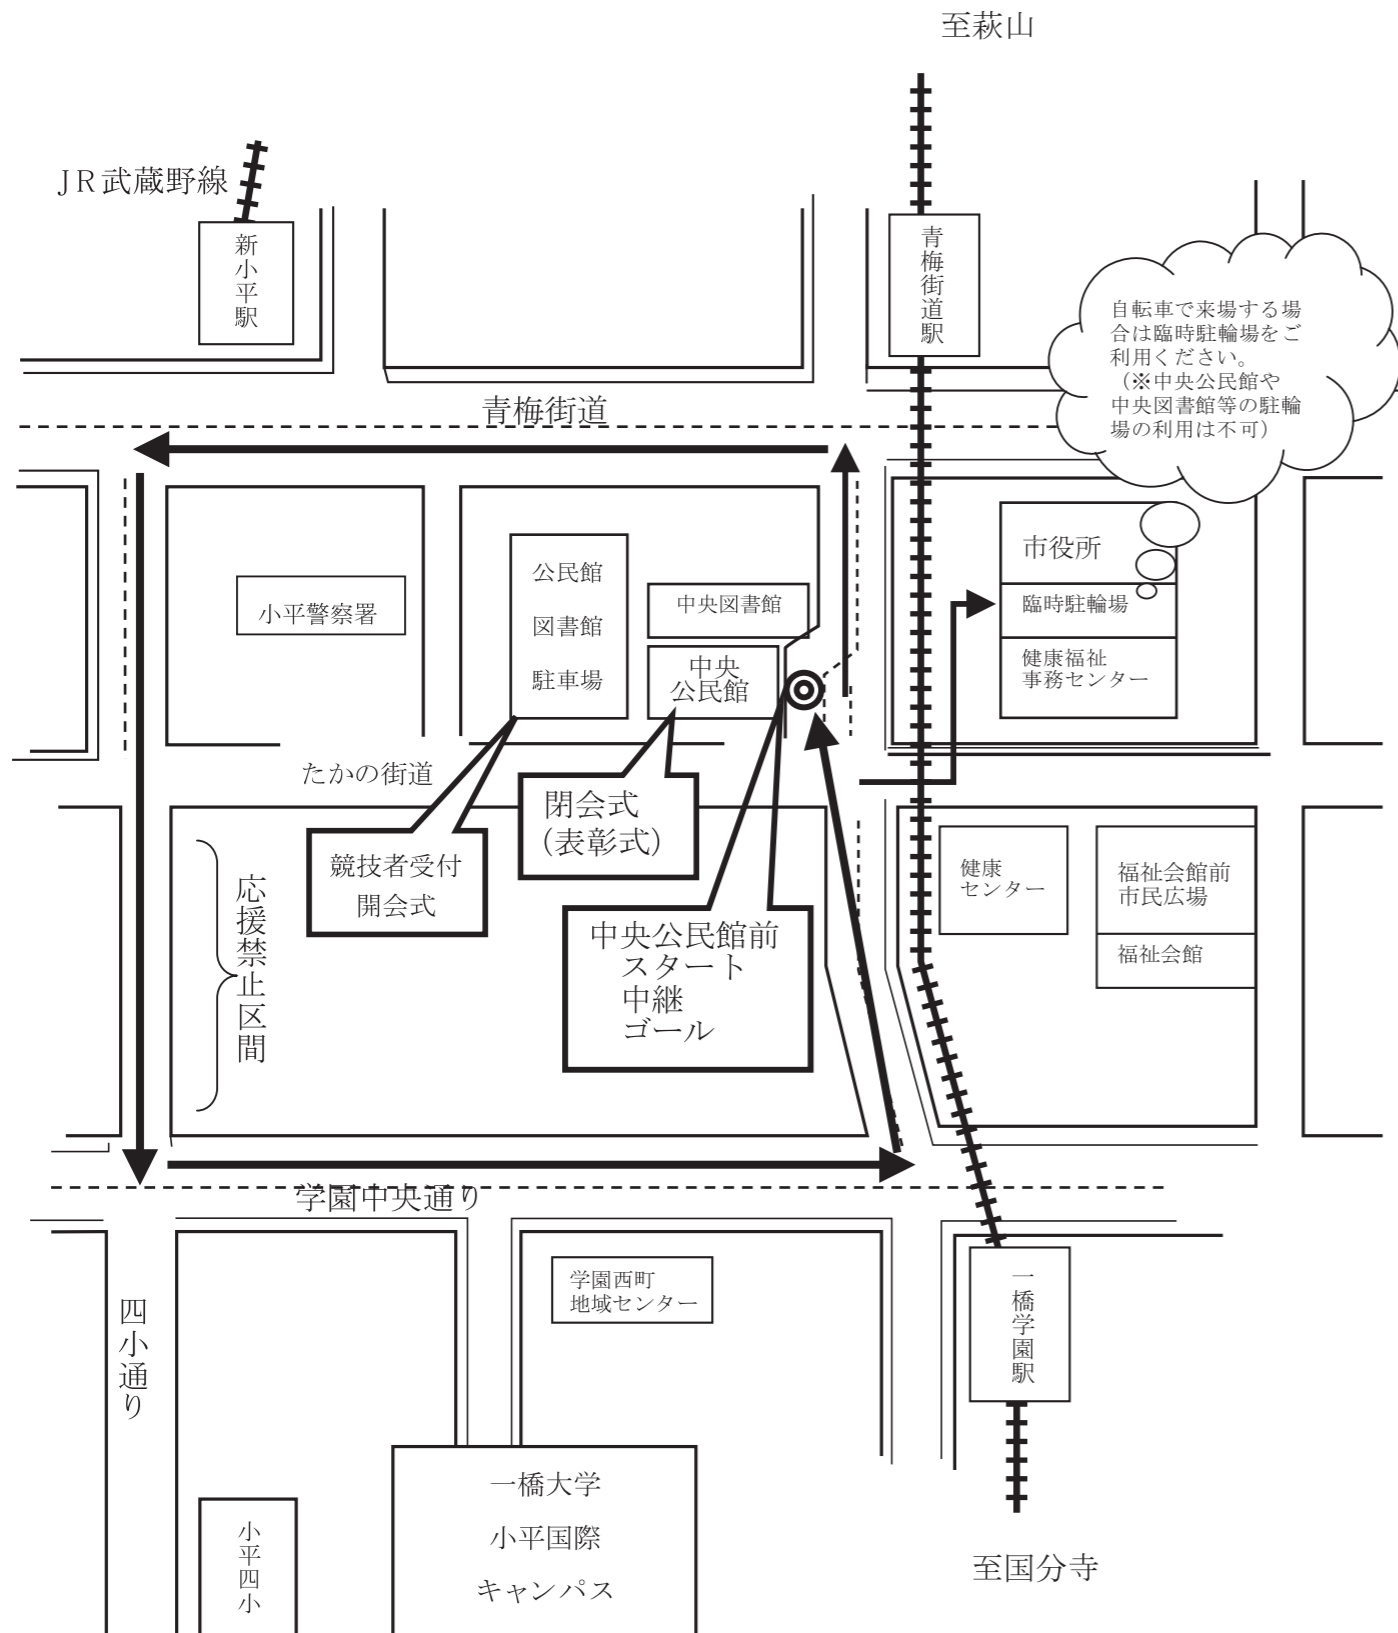 至萩山
JR武蔵野線
新小平駅
青梅街道駅
自転車で来場する場
合は臨時駐輪場をご
利用ください。
（※中央公民館や
中央図書館等の駐輪
場の利用は不可）
青梅街道
小平警察署
公民館
図書館
駐車場
中央図書館
中央
公民館
市役所
臨時駐輪場
健康福祉
事務センター
たかの街道
競技者受付
開会式
閉会式
（表彰式）
中央公民館前
スタート
中継
ゴール
応援禁止区間
健康
センター
福祉会館前
市民広場
福祉会館
学園中央通り
四小通り
学園西町
地域センター
一橋学園駅
小平四小
一橋大学
小平国際
キャンパス
至国分寺